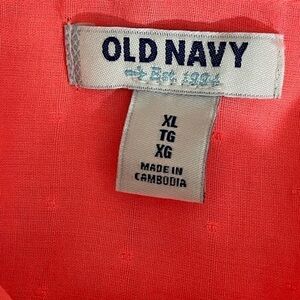 OLD NAVY
Est. 1994
XL
TG
XG
MADE IN
CAMBODIA